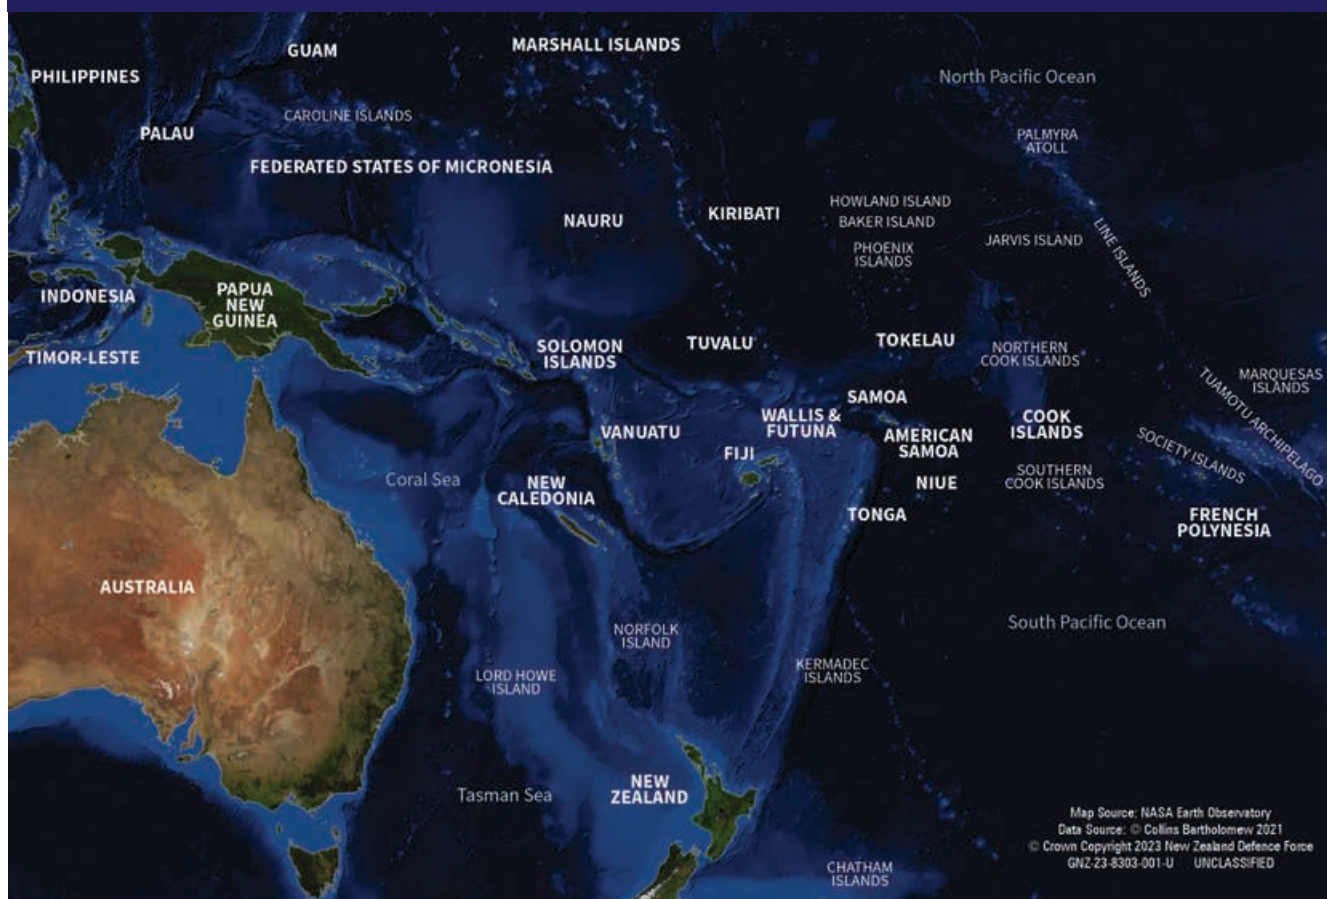 GUAM
MARSHALL ISLANDS
PHILIPPINES
North Pacific Ocean
CAROLINE ISLANDS
PALAU
PALMYRA
ATOLL
FEDERATED STATES OF MICRONESIA
HOWLAND ISLAND
NAURU
KIRIBATI
BAKER ISLAND
JARVIS ISLAND
LINE ISLANDS
PHOENIX
ISLANDS
INDONESIA
PAPUA
NEW
GUINEA
TIMOR-LESTE
SOLOMON
ISLANDS
TUVALU
TOKELAU
NORTHERN
COOK ISLANDS
MARQUESAS
ISLANDS
TUAMOTU ARCHIPELAGO
SAMOA
WALLIS &
FUTUNA
COOK
ISLANDS
VANUATU
AMERICAN
SAMOA
SOCIETY ISLANDS
FIJI
Coral Sea
NEW
CALEDONIA
NIUE
SOUTHERN
COOK ISLANDS
TONGA
FRENCH
POLYNESIA
AUSTRALIA
South Pacific Ocean
NORFOLK
ISLAND
LORD HOWE
ISLAND
KERMADEC
ISLANDS
Tasman Sea
NEW
ZEALAND
CHATHAM
ISLANDS
Map Source: NASA Earth Observatory
Data Source: © Collins Bartholomew 2021
© Crown Copyright 2023 New Zealand Defence Force
GNZ-23-8303-001-U UNCLASSIFIED